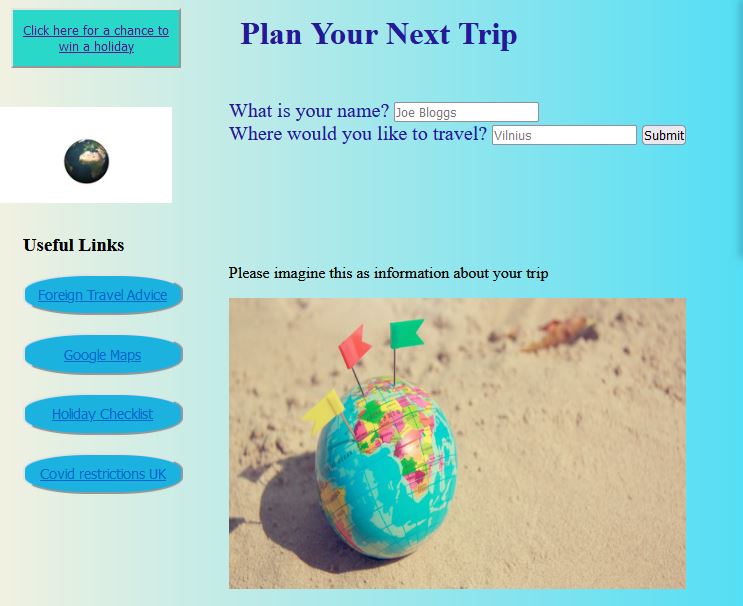 Click here for a chance to
win a holiday
Plan Your Next Trip
What is your name? Joe Bloggs
Where would you like to travel? Vilnius Submit
Useful Links
Foreign Travel Advice
Google Maps
Holiday Checklist
Covid restrictions UK
Please imagine this as information about your trip